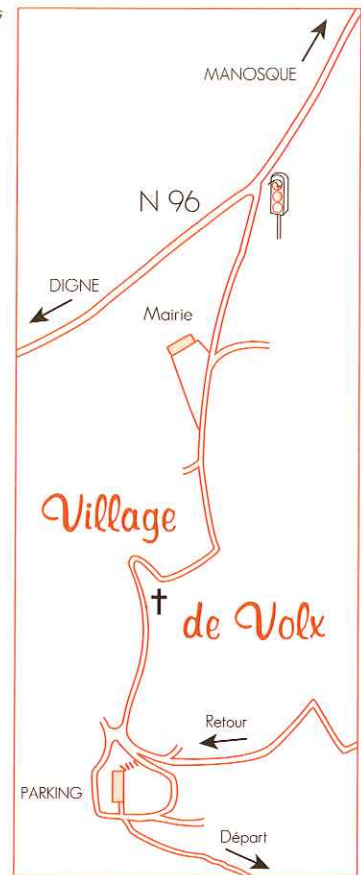 s
MANOSQUE
N 96
DIGNE
Mairie
Village
de Volx
Retour
PARKING
Départ